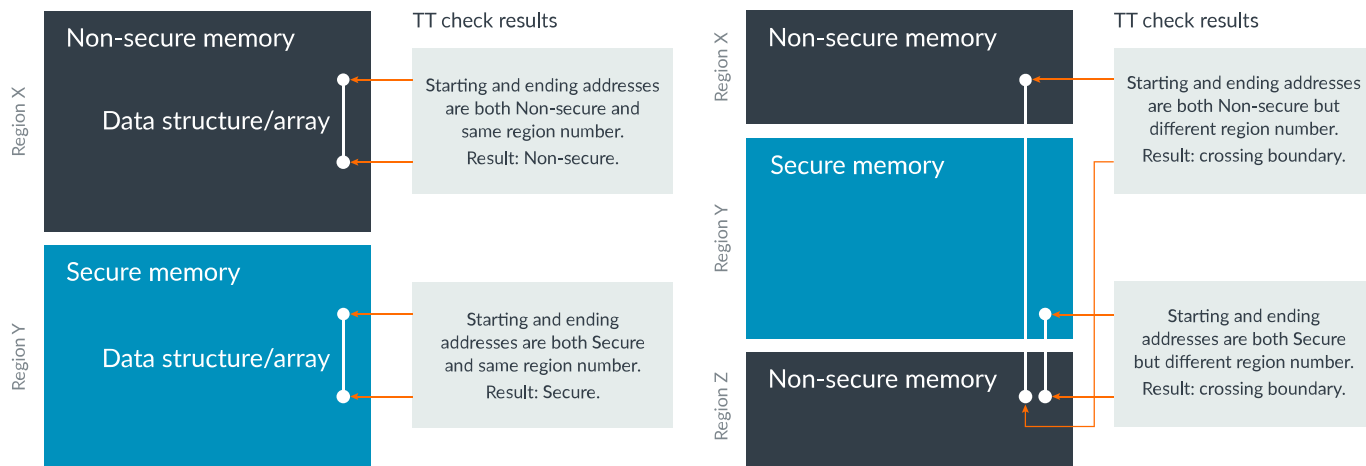 TT check results
Region X
Non-secure memory
Data structure/array
Starting and ending addresses
are both Non-secure and
same region number.
Result: Non-secure.
Region Y
Secure memory
Data structure/array
Starting and ending
addresses are both Secure
and same region number.
Result: Secure.
TT check results
Region X
Non-secure memory
Starting and ending addresses
are both Non-secure but
different region number.
Result: crossing boundary.
Region Y
Secure memory
Starting and ending
addresses are both Secure
but different region number.
Result: crossing boundary.
Region Z
Non-secure memory